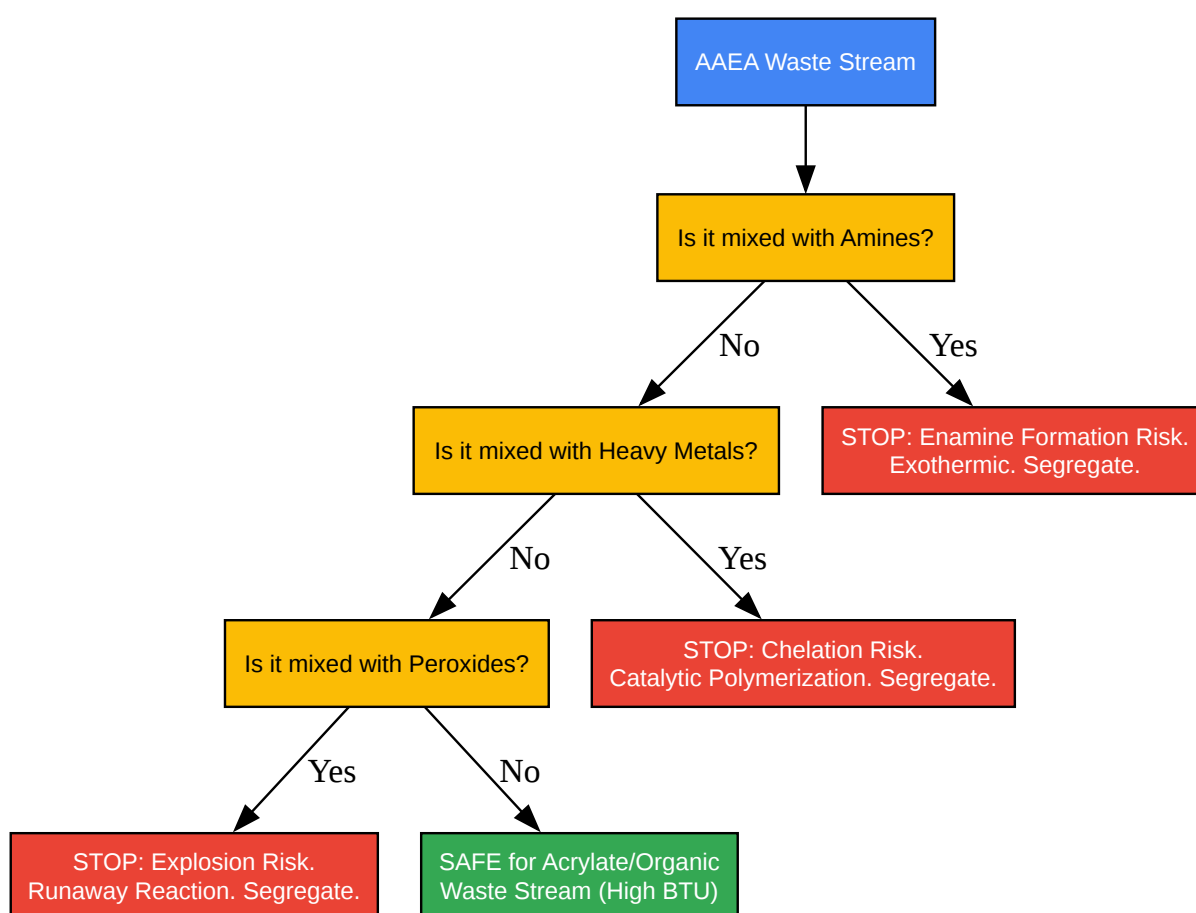 AAEA Waste Stream
Is it mixed with Amines?
No
Yes
Is it mixed with Heavy Metals?
STOP: Enamine Formation Risk.
Exothermic. Segregate.
No
Yes
Is it mixed with Peroxides?
STOP: Chelation Risk.
Catalytic Polymerization. Segregate.
Yes
No
STOP: Explosion Risk.
Runaway Reaction. Segregate.
SAFE for Acrylate/Organic
Waste Stream (High BTU)